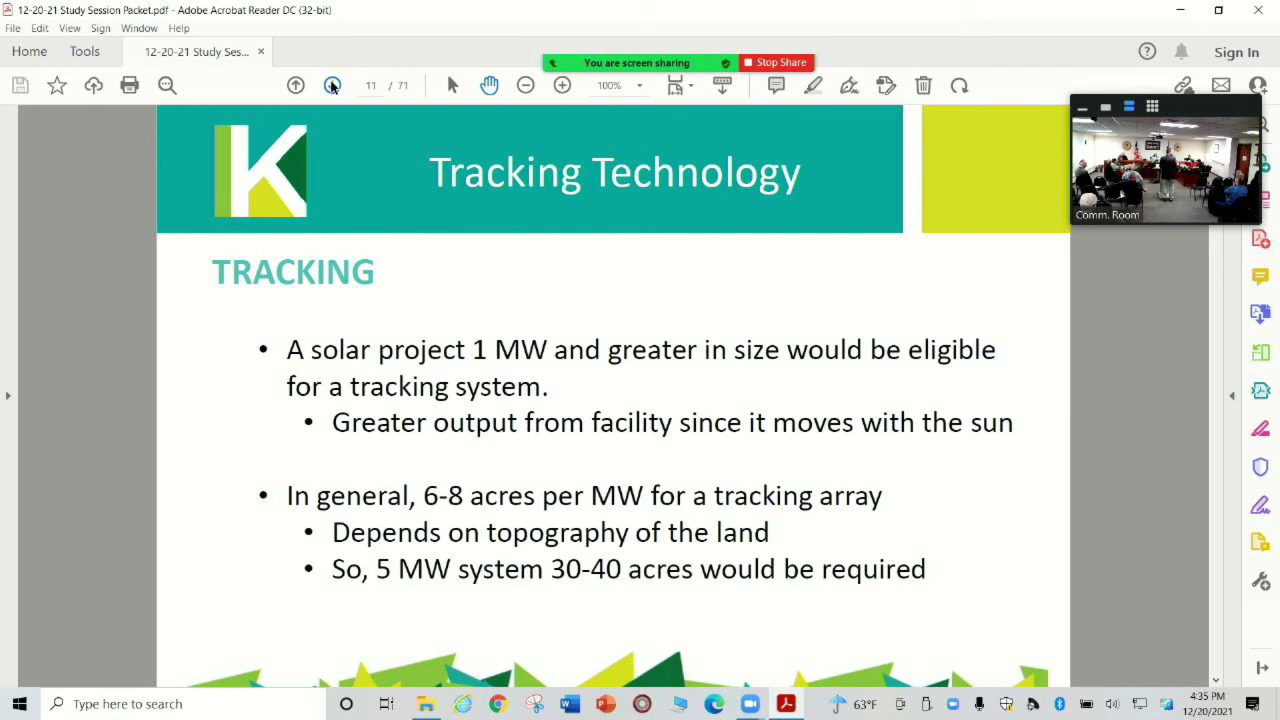 12-20-21 Study Session Packet.pdf - Adobe Acrobat Reader DC (32-bit)
File Edit View Sign Window Help
Home Tools 12-20-21 Study Ses... × Sign In
You are screen sharing Stop Share
11 / 71 100%
K Tracking Technology
Comm. Room
TRACKING
• A solar project 1 MW and greater in size would be eligible
for a tracking system.
• Greater output from facility since it moves with the sun
• In general, 6-8 acres per MW for a tracking array
• Depends on topography of the land
• So, 5 MW system 30-40 acres would be required
Type here to search
63°F
4:35 PM
12/20/2021